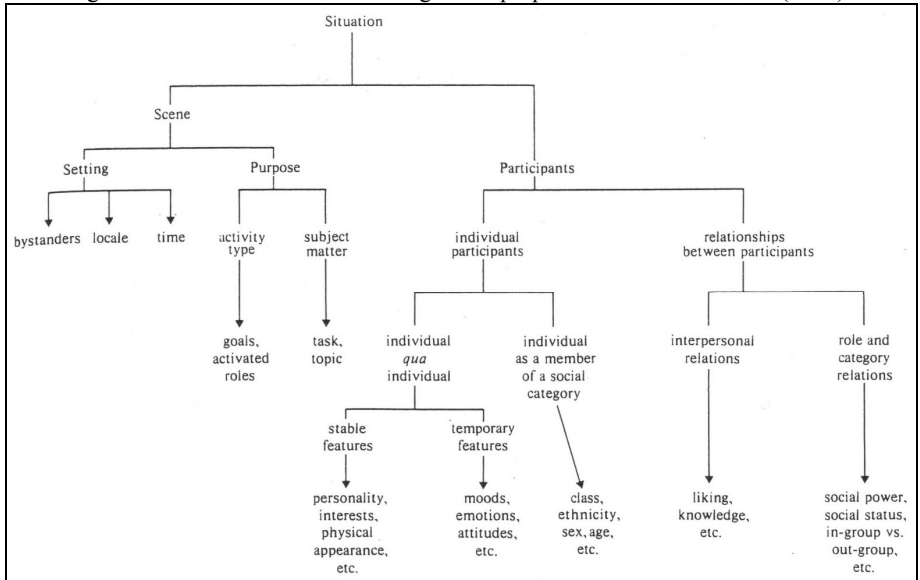 Situation
Scene
Setting Purpose Participants
bystanders locale time activity type subject matter individual participants relationships between participants
goals, activated roles
task, topic
individual qua individual
individual as a member of a social category
interpersonal relations
role and category relations
stable features
temporary features
personality, interests, physical appearance, etc.
moods, emotions, attitudes, etc.
class, ethnicity, sex, age, etc.
liking, knowledge, etc.
social power, social status, in-group vs. out-group, etc.